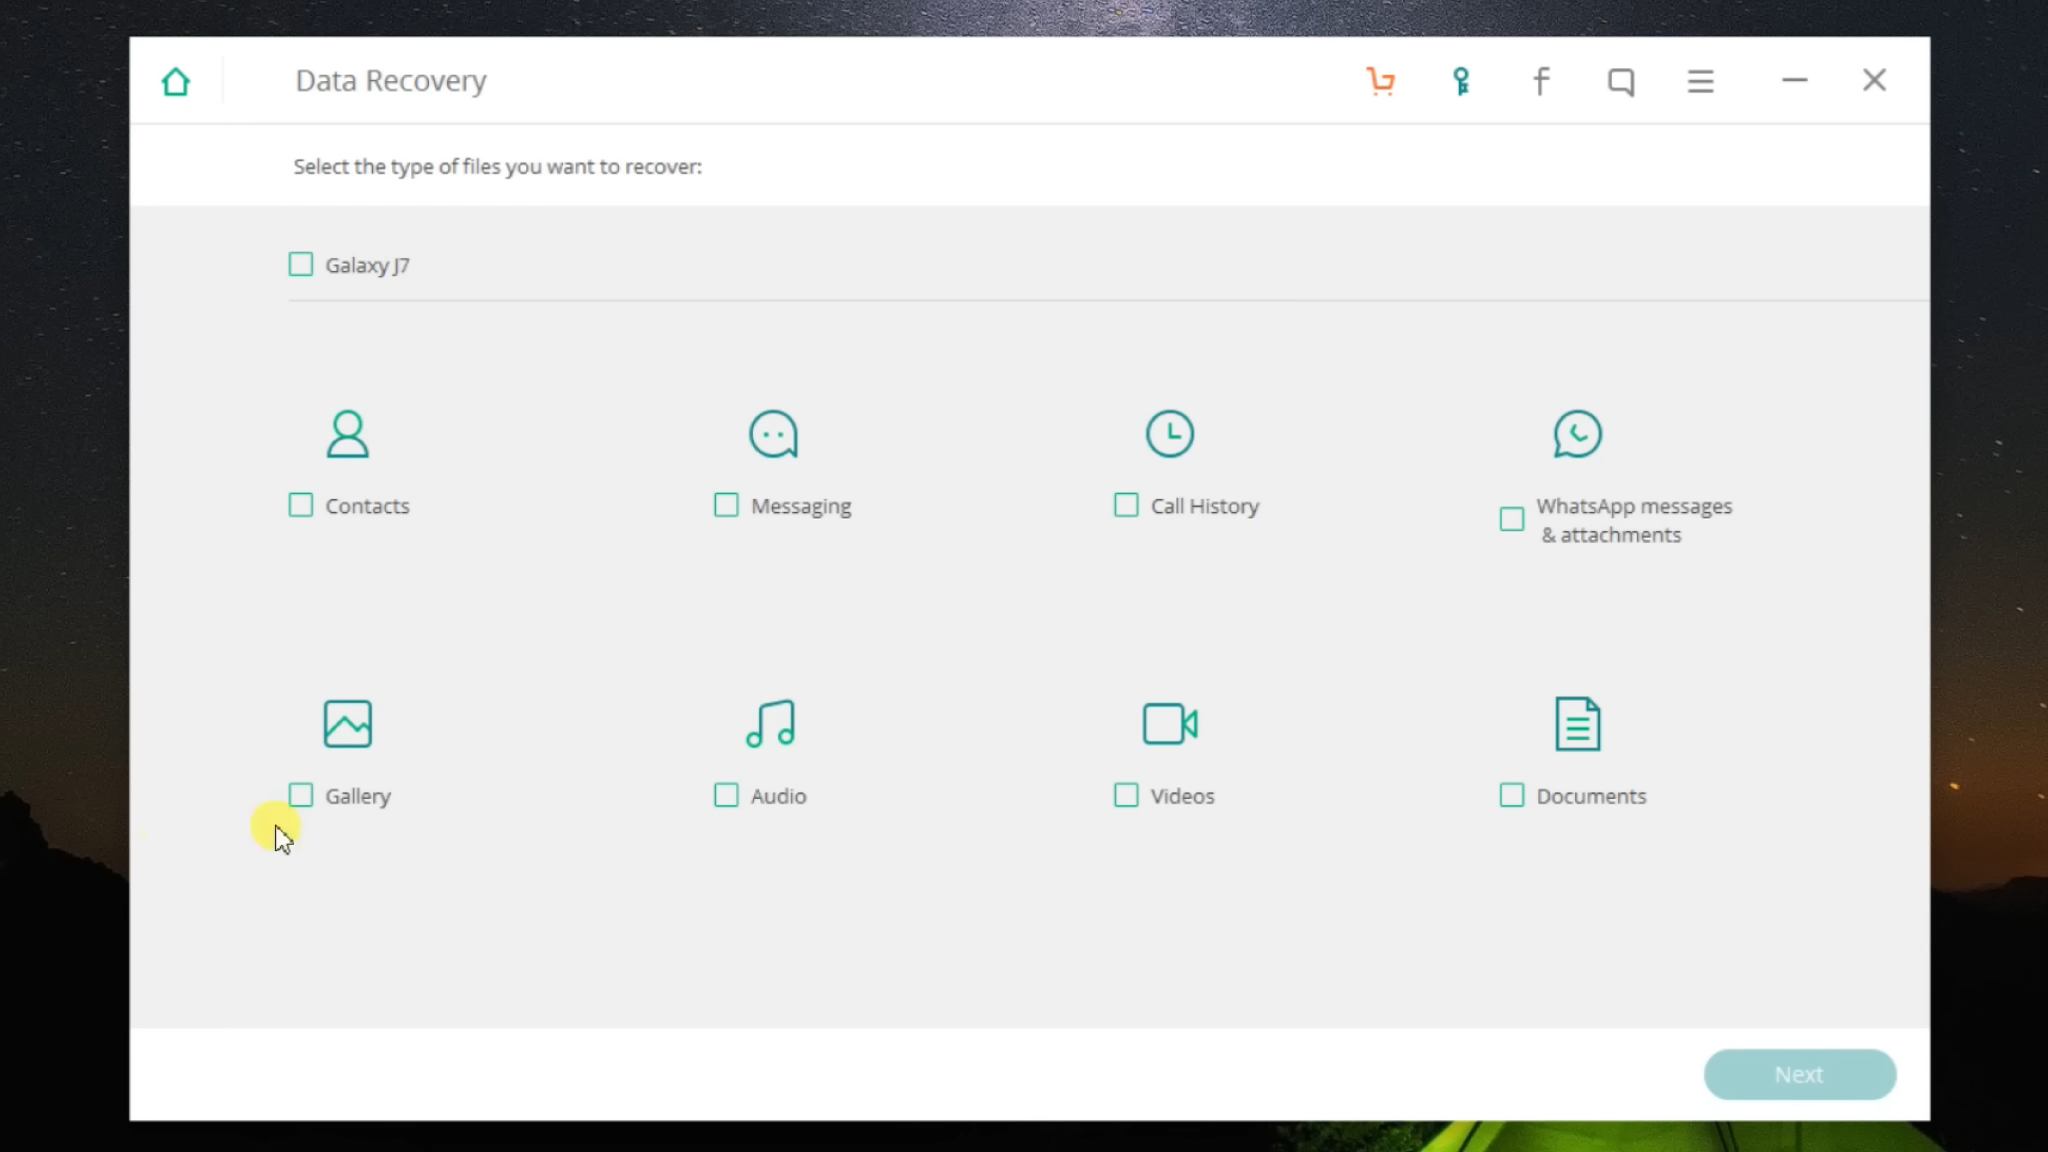 Data Recovery
Select the type of files you want to recover:
Galaxy J7
Contacts
Messaging
Call History
WhatsApp messages
& attachments
Gallery
Audio
Videos
Documents
Next